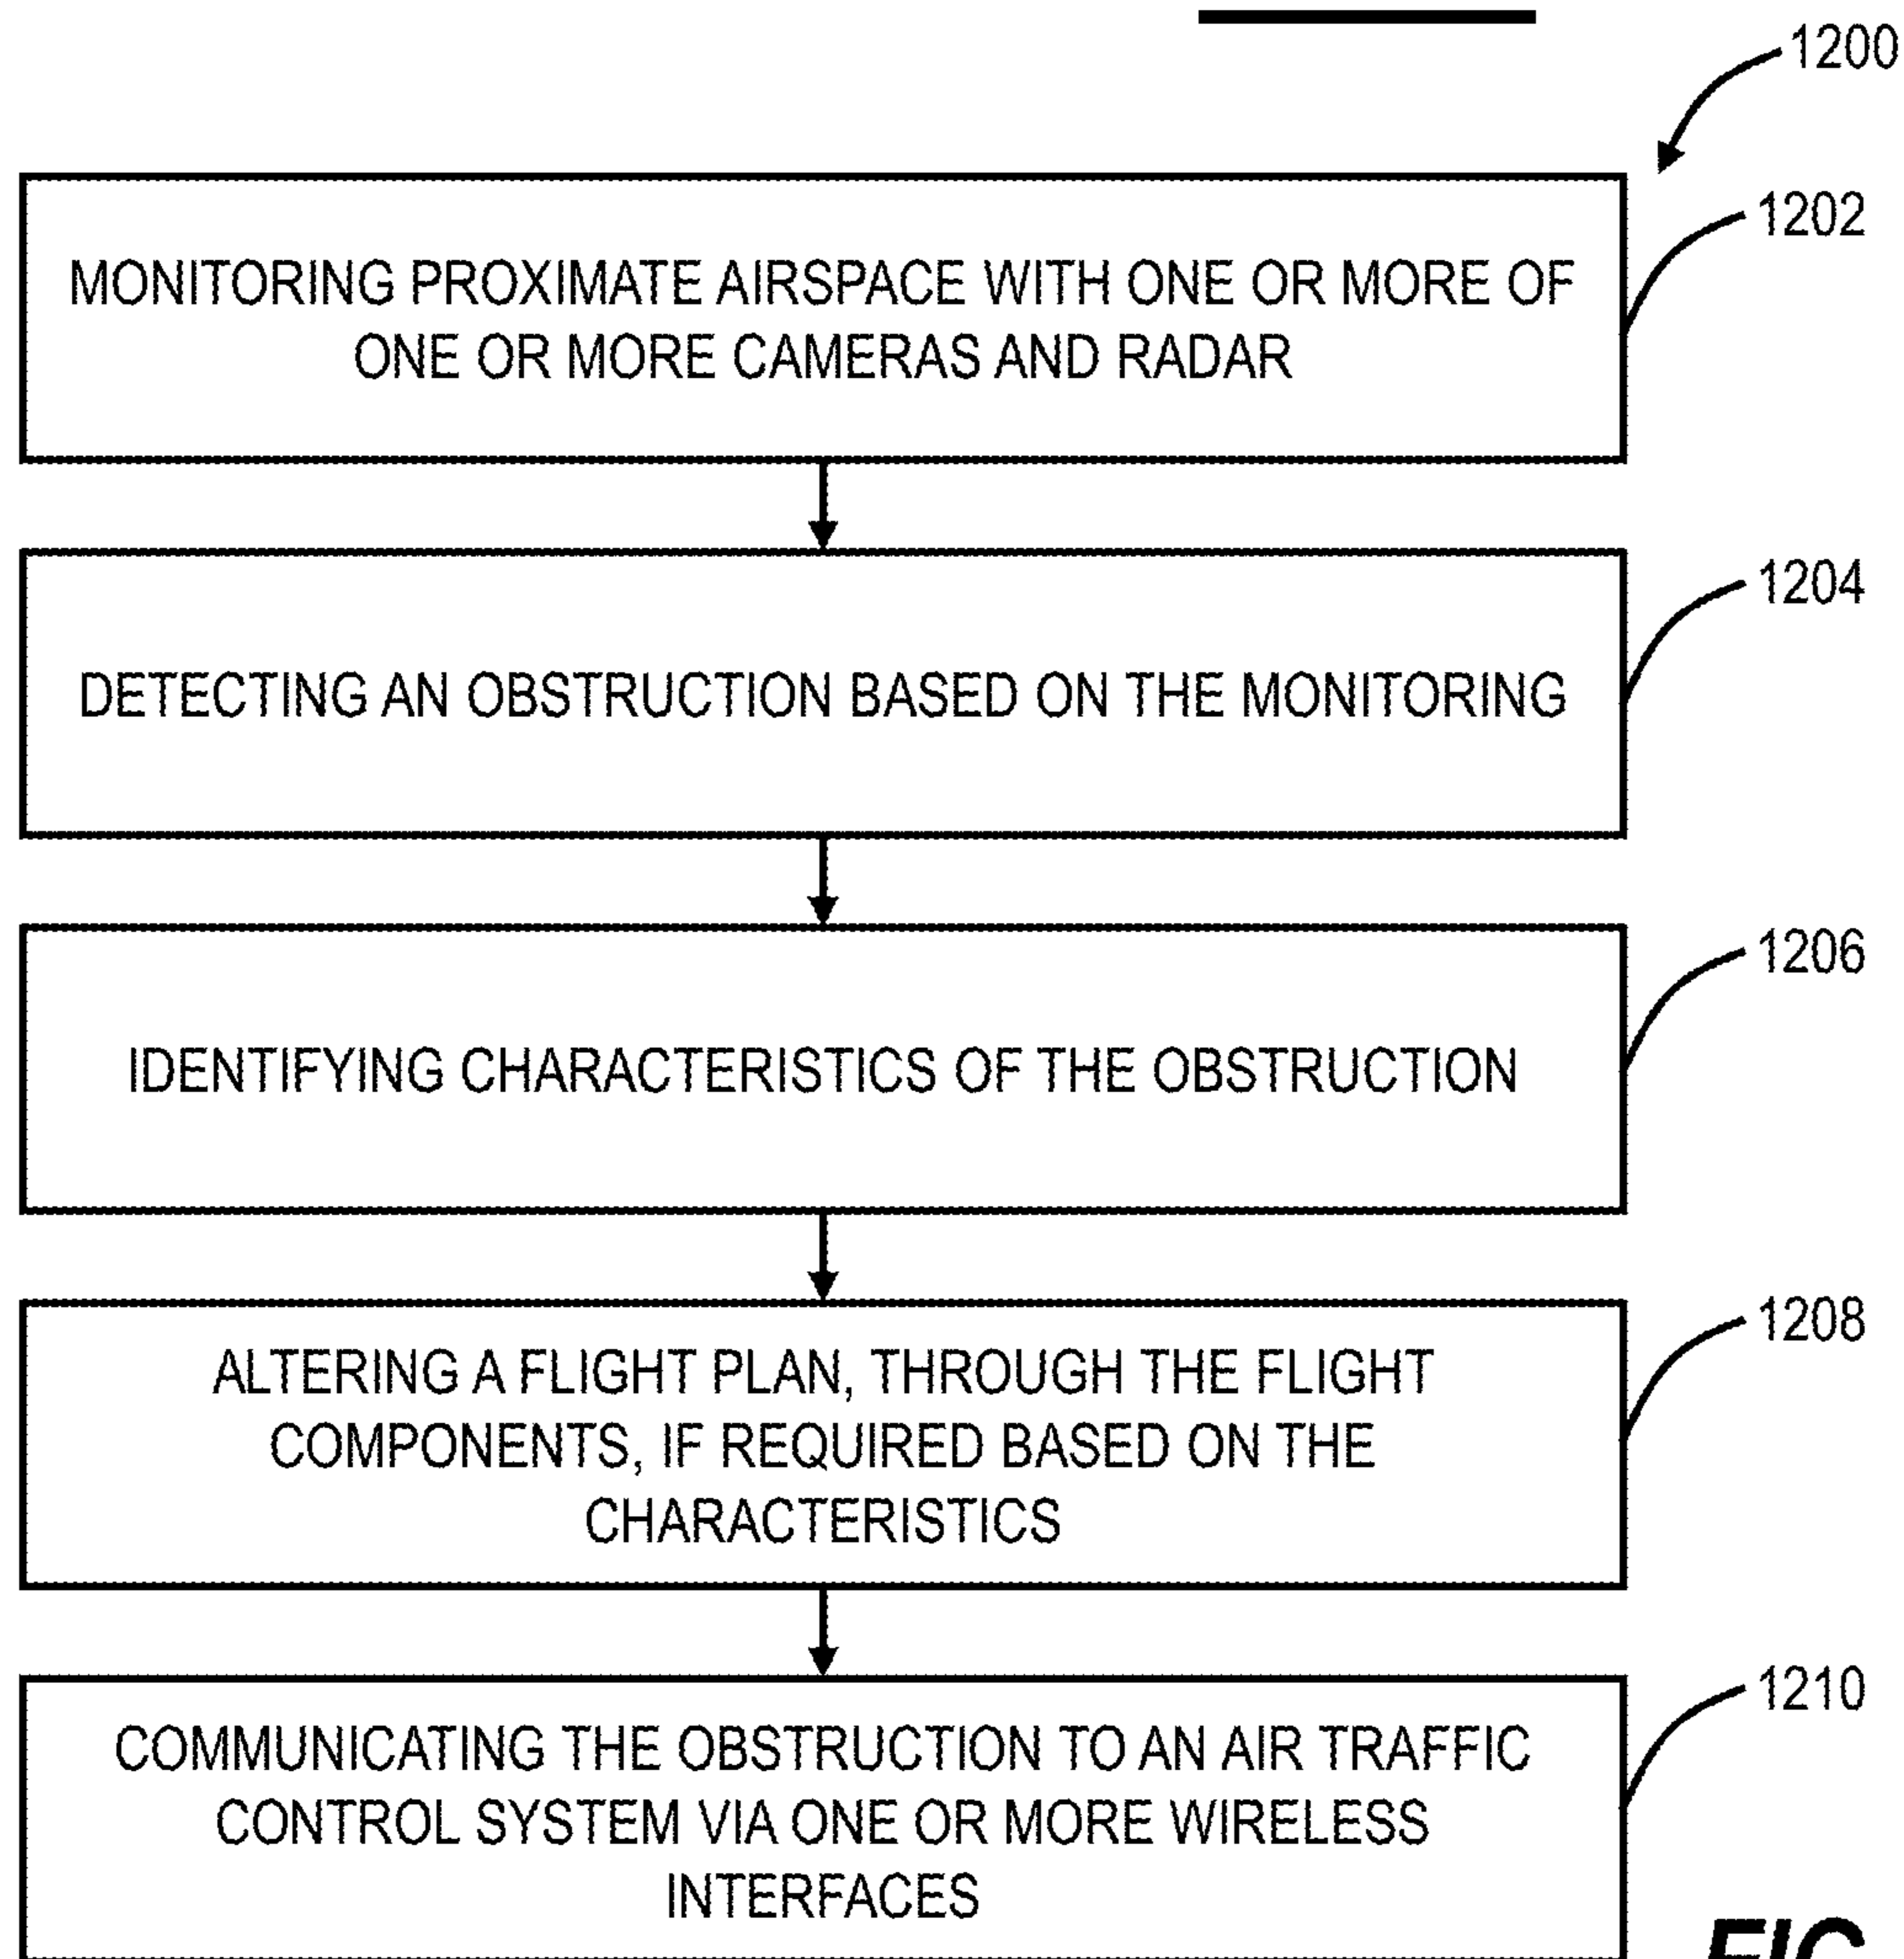 1200
1202
MONITORING PROXIMATE AIRSPACE WITH ONE OR MORE OF
ONE OR MORE CAMERAS AND RADAR
1204
DETECTING AN OBSTRUCTION BASED ON THE MONITORING
1206
IDENTIFYING CHARACTERISTICS OF THE OBSTRUCTION
1208
ALTERING A FLIGHT PLAN, THROUGH THE FLIGHT
COMPONENTS, IF REQUIRED BASED ON THE
CHARACTERISTICS
1210
COMMUNICATING THE OBSTRUCTION TO AN AIR TRAFFIC
CONTROL SYSTEM VIA ONE OR MORE WIRELESS
INTERFACES